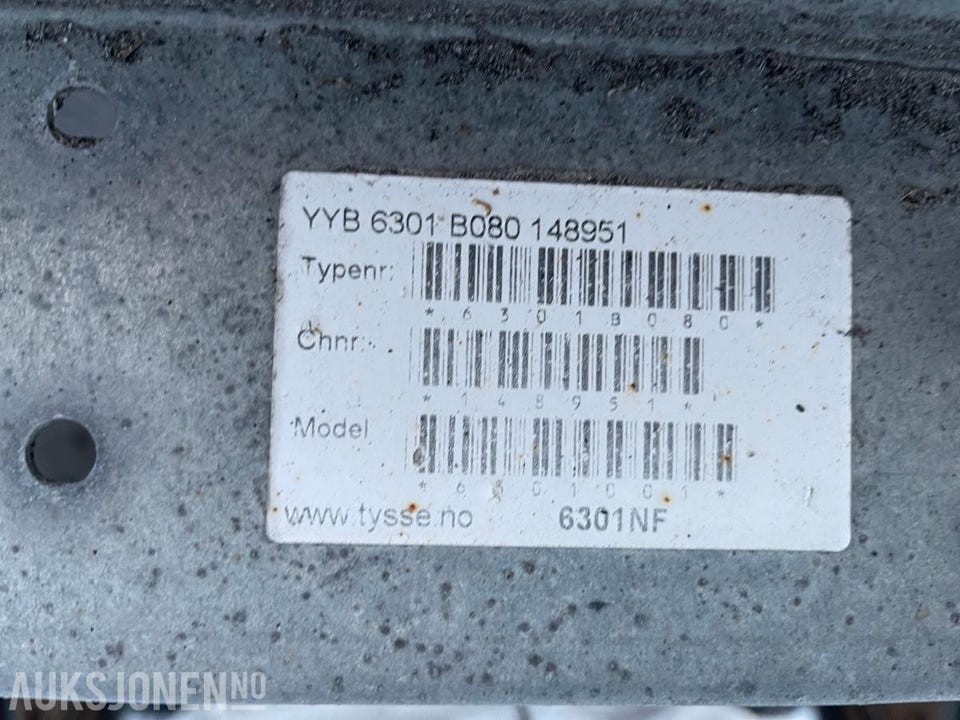 YYB 6301 B080 148951
Typenr:
*6301B080*
Chnr:
*148951*
Model
*6301001*
www.tysse.no 6301NF
AUKSJONEN.NO